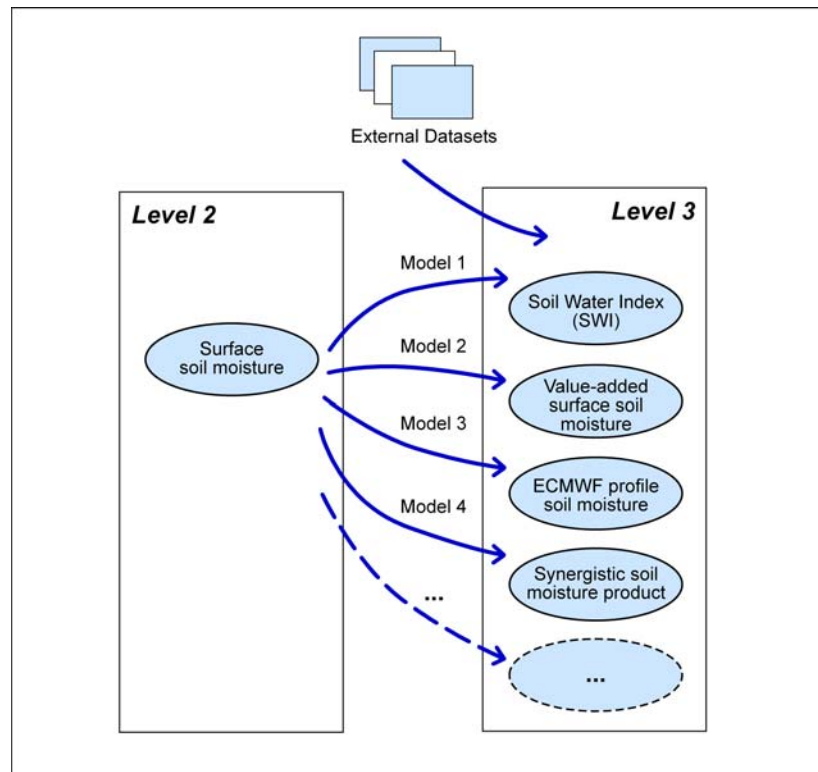 External Datasets
Level 2
Level 3
Model 1
Soil Water Index
(SWI)
Surface
soil moisture
Model 2
Value-added
surface soil
moisture
Model 3
ECMWF profile
soil moisture
Model 4
Synergistic soil
moisture product
...
...